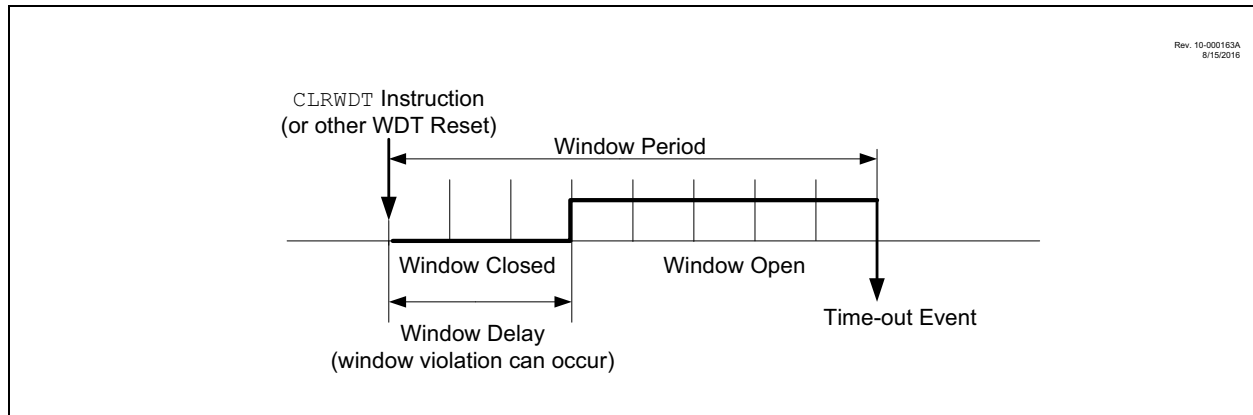 Rev. 10-000163A
8/15/2016
CLRWDT Instruction
(or other WDT Reset)
Window Period
Window Closed
Window Open
Window Delay
(window violation can occur)
Time-out Event